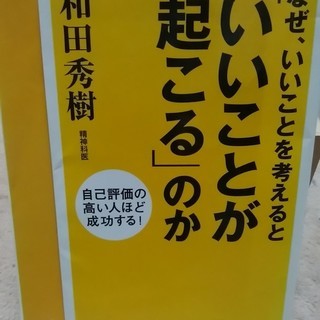 なぜ、いいことを考えると
「いいことが
起こる」のか
和田秀樹
精神科医
自己評価の
高い人ほど
成功する!